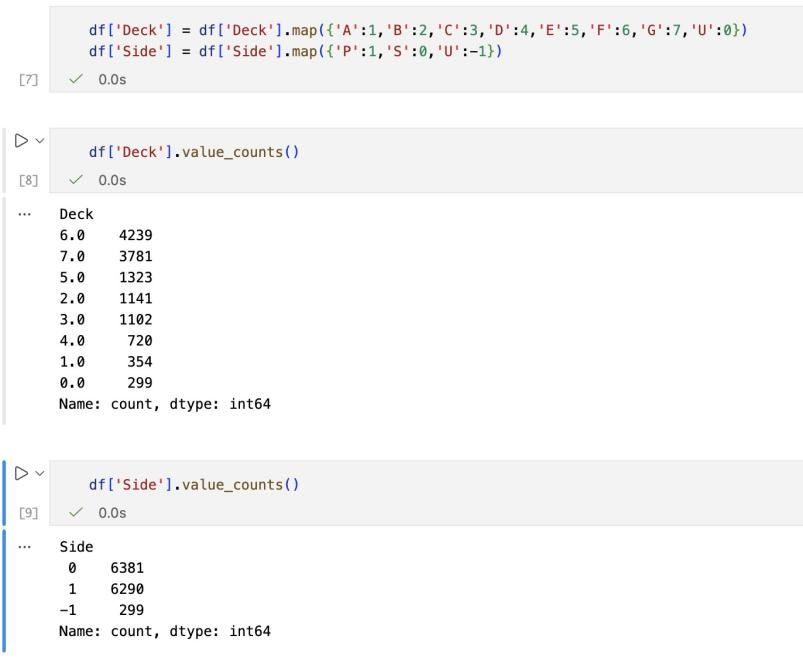 df['Deck'] = df['Deck'].map({'A':1,'B':2,'C':3,'D':4,'E':5,'F':6,'G':7,'U':0})
df['Side'] = df['Side'].map({'P':1,'S':0,'U':-1})
[7] ✓ 0.0s
df['Deck'].value_counts()
[8] ✓ 0.0s
... Deck
6.0 4239
7.0 3781
5.0 1323
2.0 1141
3.0 1102
4.0 720
1.0 354
0.0 299
Name: count, dtype: int64
df['Side'].value_counts()
[9] ✓ 0.0s
... Side
0 6381
1 6290
-1 299
Name: count, dtype: int64